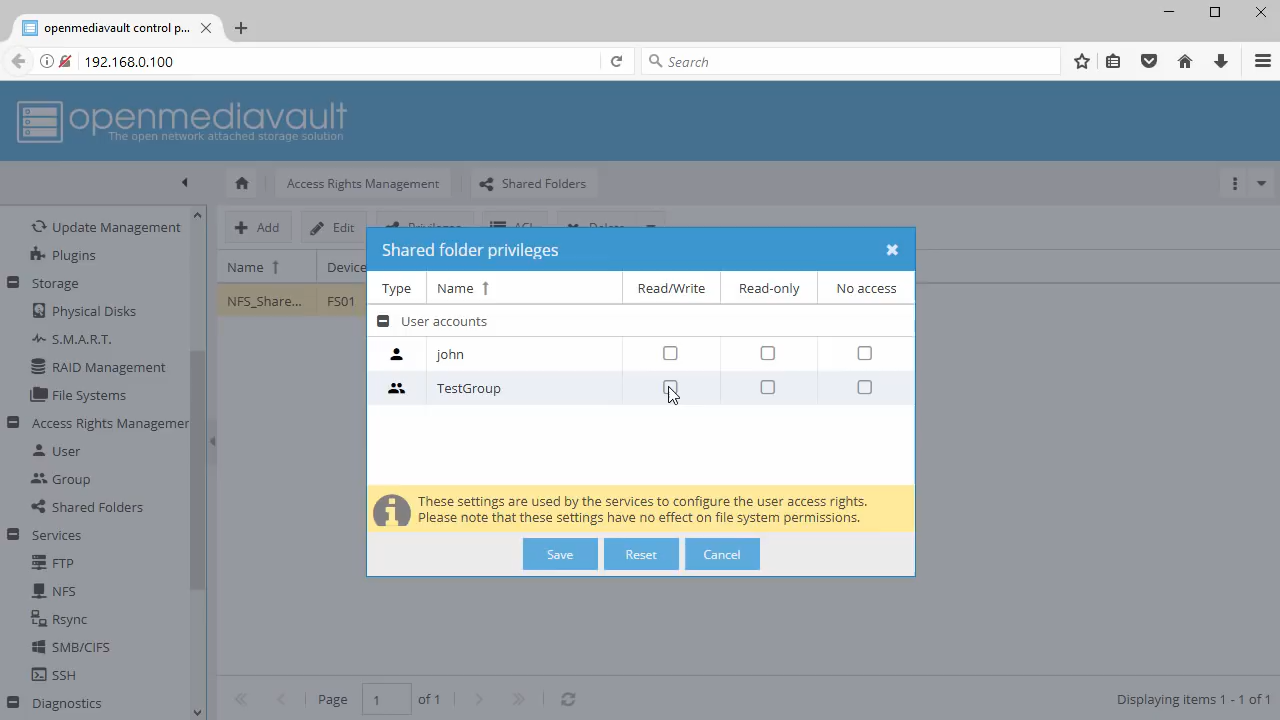 openmediavault control p...
192.168.0.100
Search
openmediavault
The open network attached storage solution
Access Rights Management
Shared Folders
Update Management
Plugins
Storage
Physical Disks
S.M.A.R.T.
RAID Management
File Systems
Access Rights Managemen
User
Group
Shared Folders
Services
FTP
NFS
Rsync
SMB/CIFS
SSH
Diagnostics
Add
Edit
Privileges
ACL
Delete
Name
Device
NFS_Share...
FS01
Shared folder privileges
Type
Name
Read/Write
Read-only
No access
User accounts
john
TestGroup
These settings are used by the services to configure the user access rights.
Please note that these settings have no effect on file system permissions.
Save
Reset
Cancel
Page
1
of 1
Displaying items 1 - 1 of 1